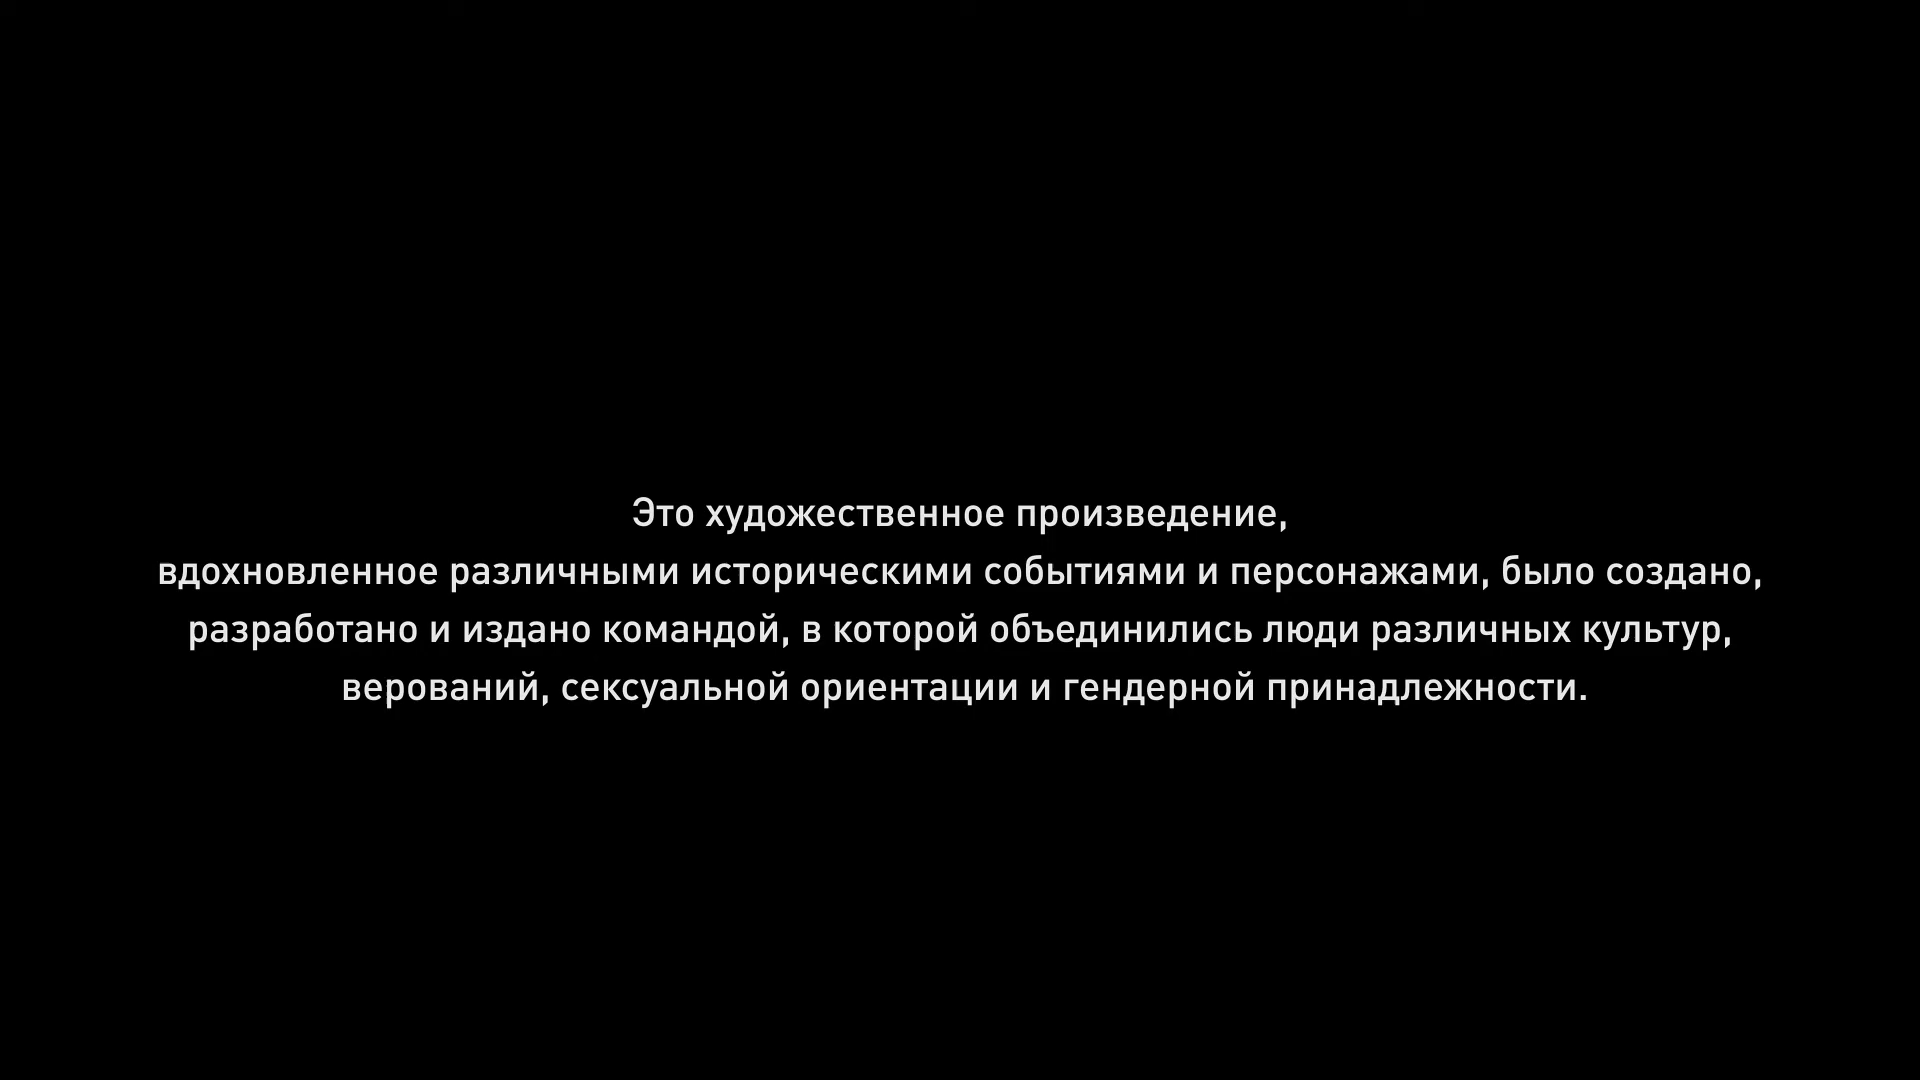 Это художественное произведение,
вдохновленное различными историческими событиями и персонажами, было создано,
разработано и издано командой, в которой объединились люди различных культур,
верований, сексуальной ориентации и гендерной принадлежности.